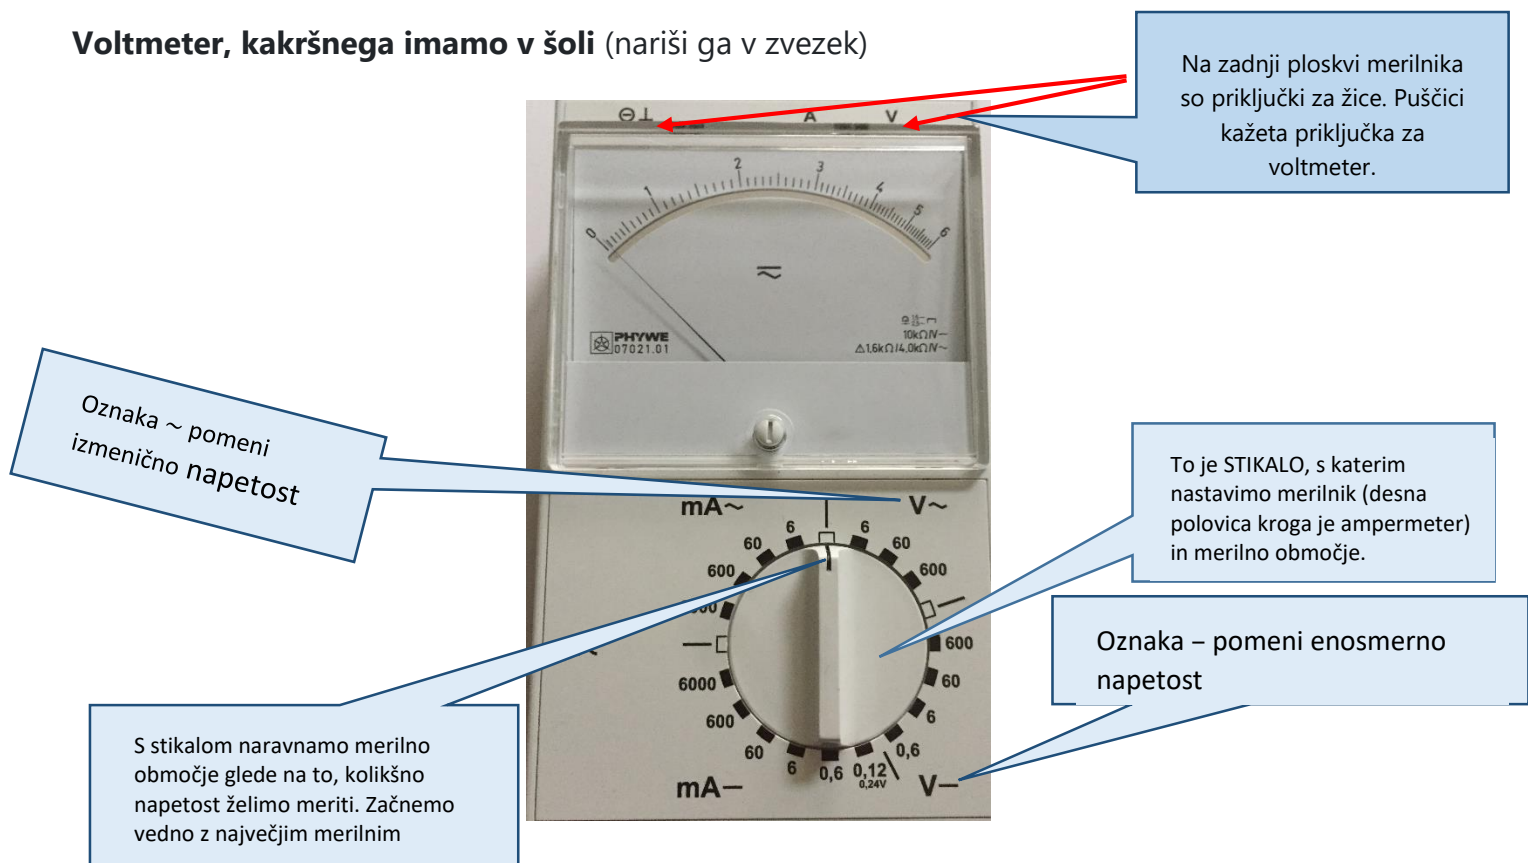 Voltmeter, kakršnega imamo v šoli (nariši ga v zvezek)
Na zadnji ploskvi merilnika
so priključki za žice. Puščici
kažeta priključka za
voltmeter.
⊖⊥ A V
0 1 2 3 4 5 6
PHYWE
07021.01
10kΩ/V
1,6kΩ/4,0kΩ/V~
Oznaka ~ pomeni
izmenično napetost
To je STIKALO, s katerim
nastavimo merilnik (desna
polovica kroga je ampermeter)
in merilno območje.
mA~ V~
6 6
60 60
600 600
600
6000 60
600 6
60 6 0,6 0,12 0,6
0,24V
mA– V–
Oznaka – pomeni enosmerno
napetost
S stikalom naravnamo merilno
območje glede na to, kolikšno
napetost želimo meriti. Začnemo
vedno z največjim merilnim